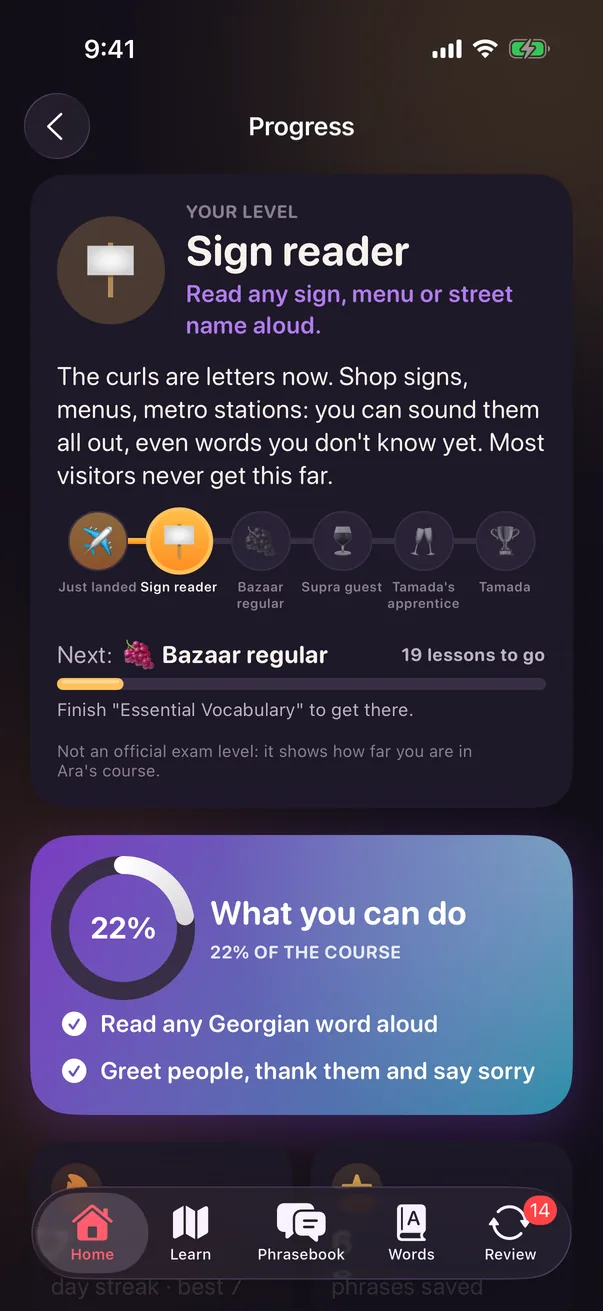 9:41
Progress
YOUR LEVEL
Sign reader
Read any sign, menu or street
name aloud.
The curls are letters now. Shop signs,
menus, metro stations: you can sound them
all out, even words you don't know yet. Most
visitors never get this far.
Just landed
Sign reader
Bazaar
regular
Supra guest
Tamada's
apprentice
Tamada
Next: Bazaar regular
19 lessons to go
Finish "Essential Vocabulary" to get there.
Not an official exam level: it shows how far you are in
Ara's course.
22%
What you can do
22% OF THE COURSE
Read any Georgian word aloud
Greet people, thank them and say sorry
14
Home
Learn
Phrasebook
A
Words
Review
day streak · best 7
phrases saved